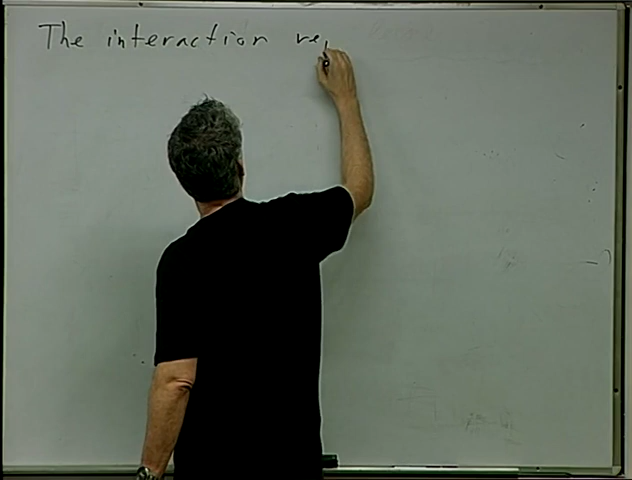 The interaction re